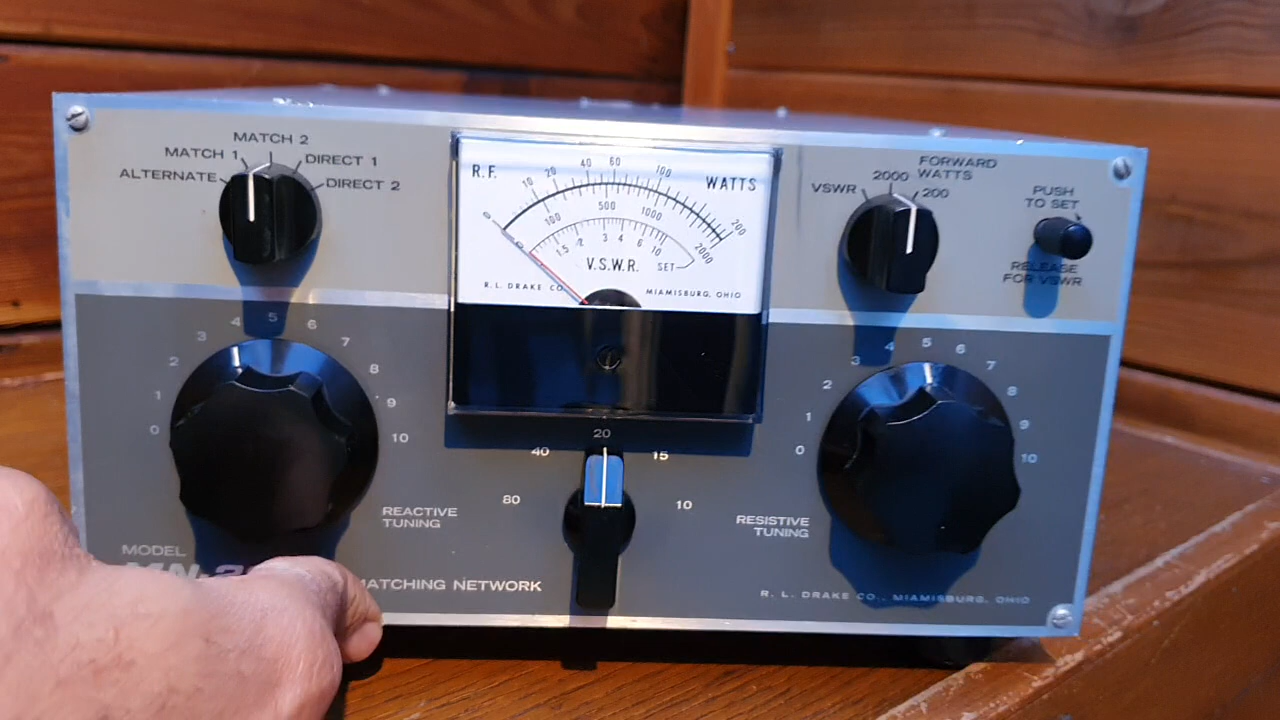 MATCH 2
MATCH 1
DIRECT 1
ALTERNATE
DIRECT 2
R.F.
WATTS
0 10 20 40 60 100 200
0 100 500 1000 2000
1.5 2 3 4 6 10
V.S.W.R. SET
R. L. DRAKE CO.
MIAMISBURG, OHIO
FORWARD
WATTS
VSWR 2000 200
PUSH
TO SET
RELEASE
FOR VSWR
0 1 2 3 4 5 6 7 8 9 10
REACTIVE
TUNING
80 40 20 15 10
0 1 2 3 4 5 6 7 8 9 10
RESISTIVE
TUNING
MODEL
MATCHING NETWORK
R. L. DRAKE CO., MIAMISBURG, OHIO